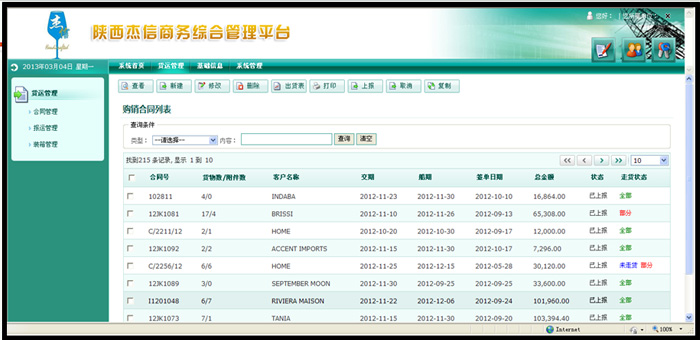 陕西杰信商务综合管理平台
您好：
2013年03月04日 星期一
系统首页 货运管理 基础信息 系统管理
货运管理
合同管理
报运管理
装箱管理
查看 新建 修改 删除 出货表 打印 上报 取消 复制
购销合同列表
查询条件
类型： --请选择-- 内容： 查询 清空
找到215 条记录, 显示 1 到 10
<< < > >> 10
合同号 货物数/附件数 客户名称 交期 船期 签单日期 总金额 状态 走货状态
102811 4/0 INDABA 2012-11-23 2012-11-30 2012-10-10 16,864.00 已上报 全部
12JK1081 17/4 BRISSI 2012-11-10 2012-11-26 2012-09-13 65,308.00 已上报 部分
C/2211/12 2/1 HOME 2012-10-20 2012-10-30 2012-09-17 12,000.00 已上报 全部
12JK1092 2/2 ACCENT IMPORTS 2012-11-15 2012-11-30 2012-10-17 7,296.00 已上报 全部
C/2256/12 6/6 HOME 2012-11-25 2012-12-15 2012-05-28 30,120.00 已上报 未走货 部分
12JK1089 3/0 SEPTEMBER MOON 2012-11-30 2012-09-25 2012-09-25 33,600.00 已上报 全部
I1201048 6/7 RIVIERA MAISON 2012-11-22 2012-12-06 2012-09-24 101,960.00 已上报 全部
12JK1073 7/1 TANIA 2012-11-15 2012-11-30 2012-09-04 103,394.40 已上报 全部
Internet 100%